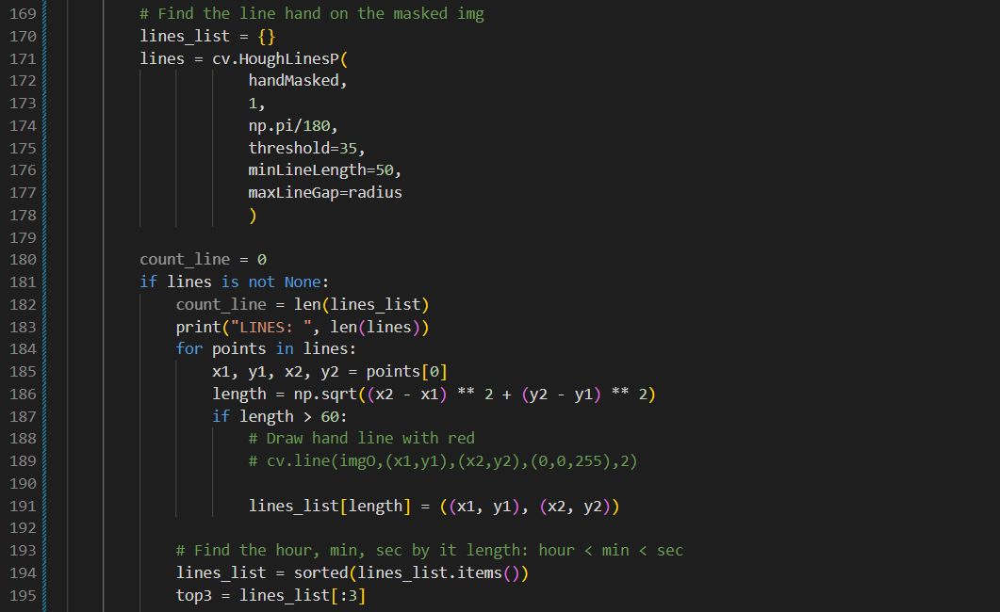 169 # Find the line hand on the masked img
170 lines_list = {}
171 lines = cv.HoughLinesP(
172 handMasked,
173 1,
174 np.pi/180,
175 threshold=35,
176 minLineLength=50,
177 maxLineGap=radius
178 )
179
180 count_line = 0
181 if lines is not None:
182 count_line = len(lines_list)
183 print("LINES: ", len(lines))
184 for points in lines:
185 x1, y1, x2, y2 = points[0]
186 length = np.sqrt((x2 - x1) ** 2 + (y2 - y1) ** 2)
187 if length > 60:
188 # Draw hand line with red
189 # cv.line(imgO,(x1,y1),(x2,y2),(0,0,255),2)
190
191 lines_list[length] = ((x1, y1), (x2, y2))
192
193 # Find the hour, min, sec by it length: hour < min < sec
194 lines_list = sorted(lines_list.items())
195 top3 = lines_list[:3]